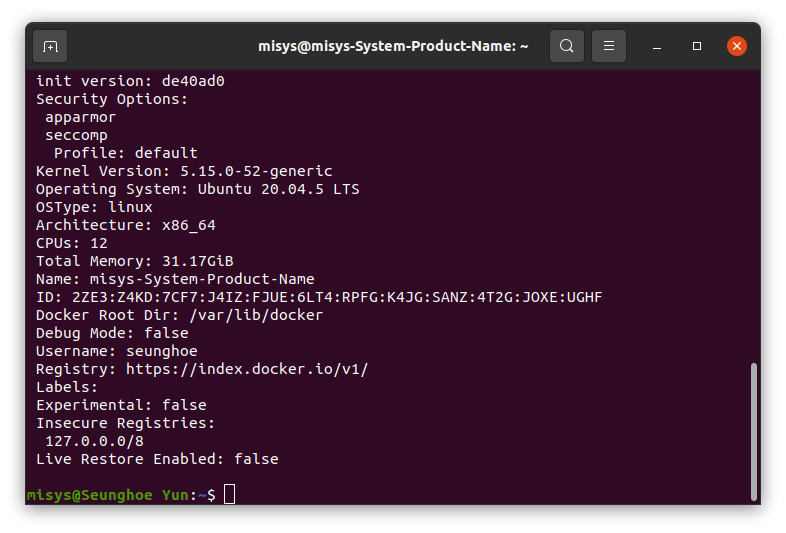 misys@misys-System-Product-Name: ~
init version: de40ad0
Security Options:
apparmor
seccomp
Profile: default
Kernel Version: 5.15.0-52-generic
Operating System: Ubuntu 20.04.5 LTS
OSType: linux
Architecture: x86_64
CPUs: 12
Total Memory: 31.17GiB
Name: misys-System-Product-Name
ID: 2ZE3:Z4KD:7CF7:J4IZ:FJUE:6LT4:RPFG:K4JG:SANZ:4T2G:JOXE:UGHF
Docker Root Dir: /var/lib/docker
Debug Mode: false
Username: seunghoe
Registry: https://index.docker.io/v1/
Labels:
Experimental: false
Insecure Registries:
127.0.0.0/8
Live Restore Enabled: false
misys@Seunghoe Yun:~$